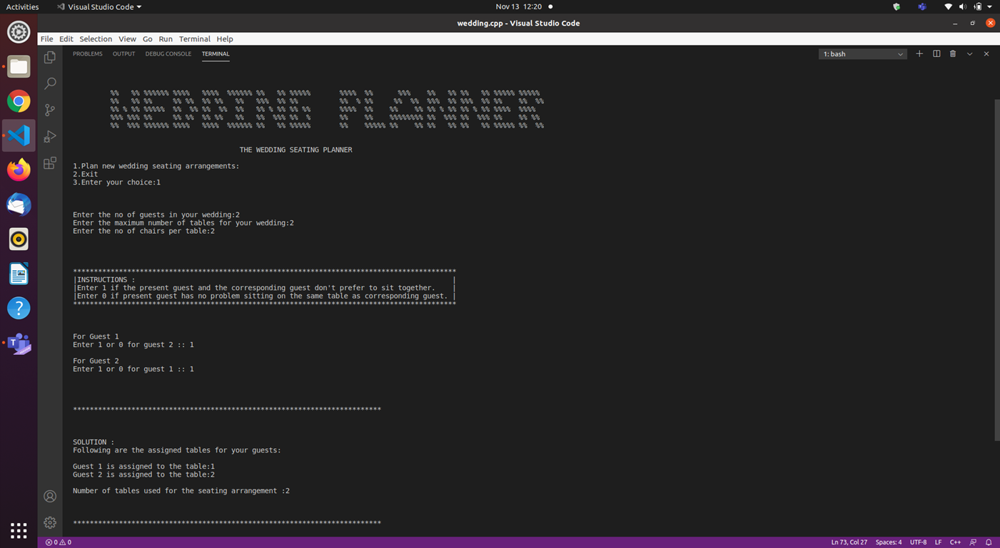 Activities
Visual Studio Code
Nov 13 12:20
wedding.cpp - Visual Studio Code
File Edit Selection View Go Run Terminal Help
PROBLEMS OUTPUT DEBUG CONSOLE TERMINAL
1: bash
WEDDING PLANNER
THE WEDDING SEATING PLANNER
1.Plan new wedding seating arrangements:
2.Exit
3.Enter your choice:1
Enter the no of guests in your wedding:2
Enter the maximum number of tables for your wedding:2
Enter the no of chairs per table:2
*********************************************************************************************
|INSTRUCTIONS : |
|Enter 1 if the present guest and the corresponding guest don't prefer to sit together. |
|Enter 0 if present guest has no problem sitting on the same table as corresponding guest. |
*********************************************************************************************
For Guest 1
Enter 1 or 0 for guest 2 :: 1
For Guest 2
Enter 1 or 0 for guest 1 :: 1
**************************************************************************
SOLUTION :
Following are the assigned tables for your guests:
Guest 1 is assigned to the table:1
Guest 2 is assigned to the table:2
Number of tables used for the seating arrangement :2
**************************************************************************
0 0
Ln 73, Col 27 Spaces: 4 UTF-8 LF C++